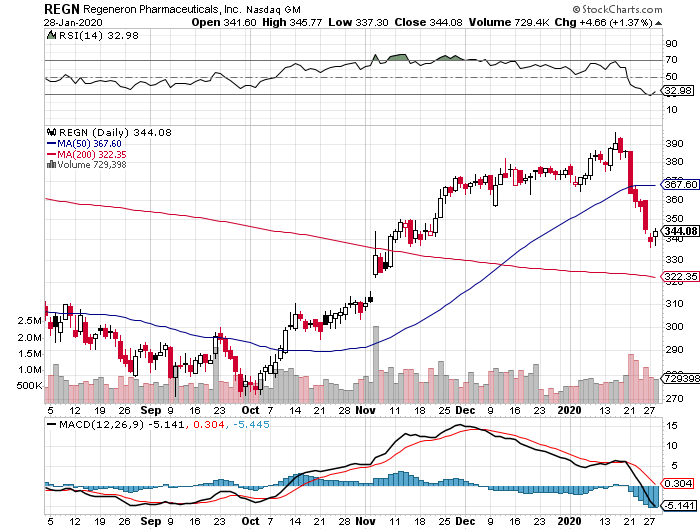 REGN Regeneron Pharmaceuticals, Inc. Nasdaq GM © StockCharts.com
28-Jan-2020 Open 341.60 High 345.77 Low 337.30 Close 344.08 Volume 729.4K Chg +4.66 (+1.37%)
RSI(14) 32.98
90
70
50
32.98
10
REGN (Daily) 344.08
MA(50) 367.60
MA(200) 322.35
Volume 729,398
390
380
370
367.60
360
350
344.08
340
330
322.35
320
310
300
290
280
270
2.5M
2.0M
1.5M
1.0M
500K
729398
5 12 19 26 Sep 9 16 23 Oct 7 14 21 28 Nov 11 18 25 Dec 9 16 23 2020 13 21 27
MACD(12,26,9) -5.141, 0.304, -5.445
15
10
5
0.304
-5.141
5 12 19 26 Sep 9 16 23 Oct 7 14 21 28 Nov 11 18 25 Dec 9 16 23 2020 13 21 27